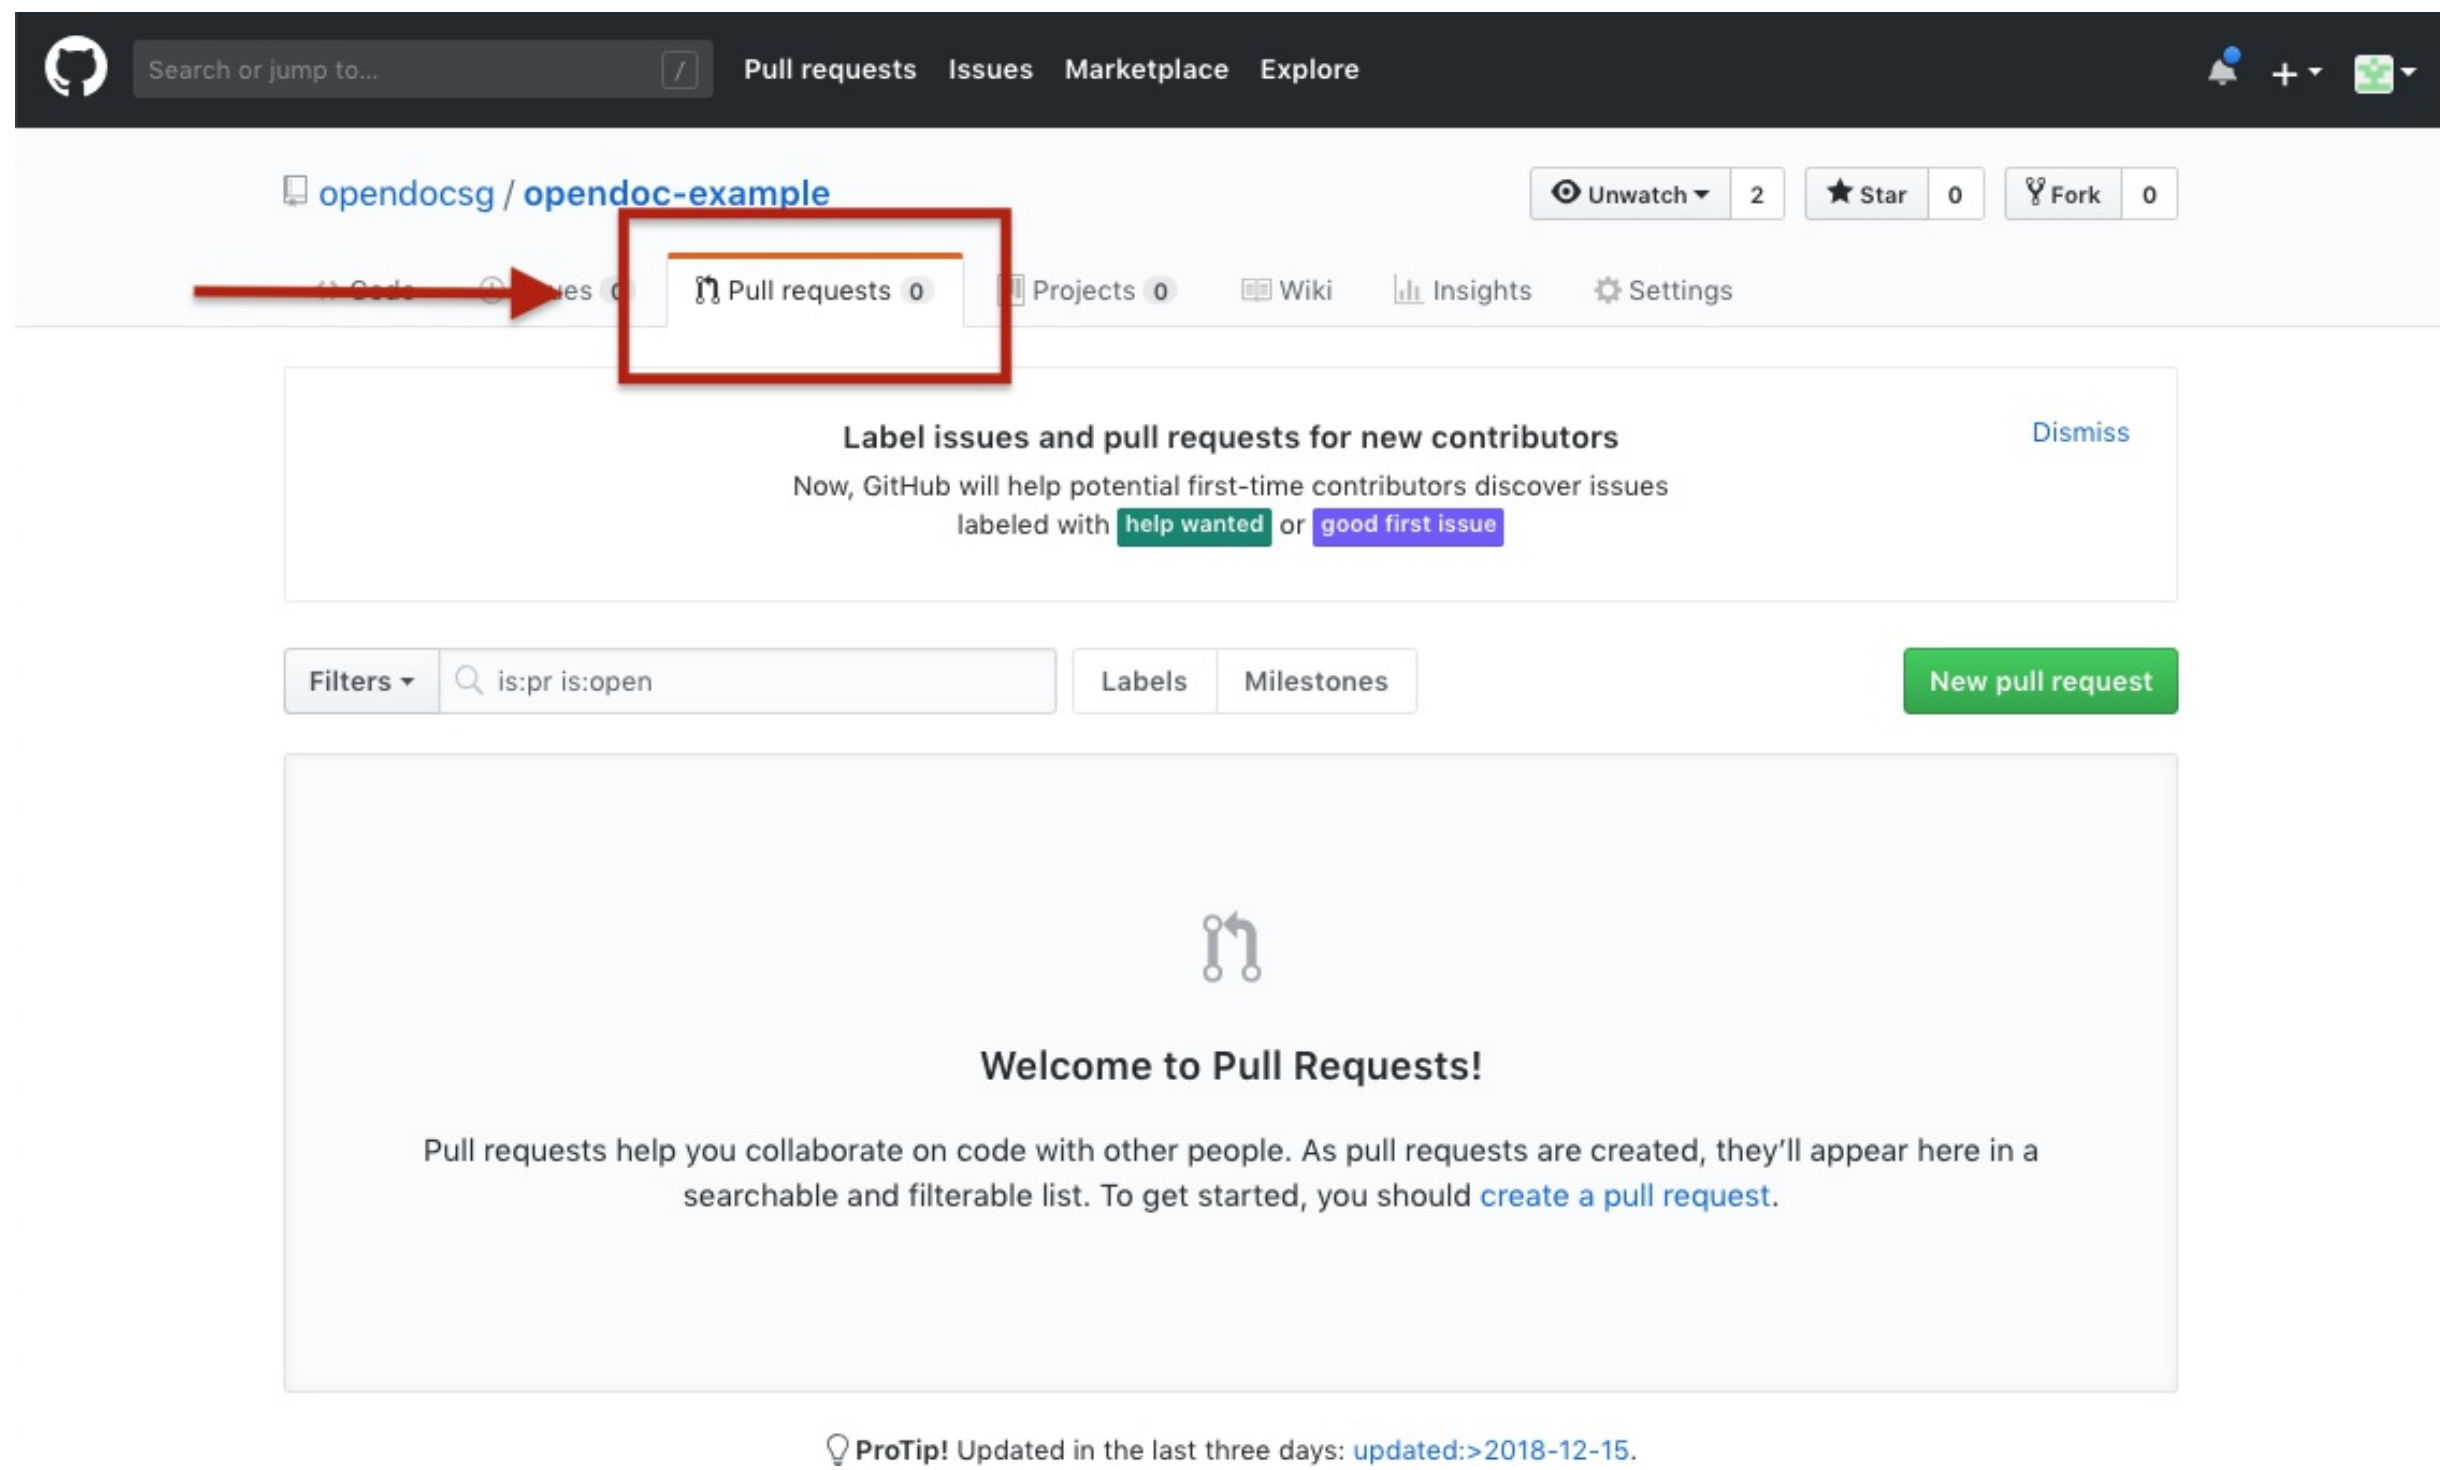 Search or jump to... / Pull requests Issues Marketplace Explore
opendocsg / opendoc-example Unwatch 2 Star 0 Fork 0
Code Pull requests 0 Projects 0 Wiki Insights Settings
Label issues and pull requests for new contributors
Dismiss
Now, GitHub will help potential first-time contributors discover issues
labeled with help wanted or good first issue
Filters is:pr is:open Labels Milestones New pull request
Welcome to Pull Requests!
Pull requests help you collaborate on code with other people. As pull requests are created, they’ll appear here in a
searchable and filterable list. To get started, you should create a pull request.
ProTip! Updated in the last three days: updated:>2018-12-15.